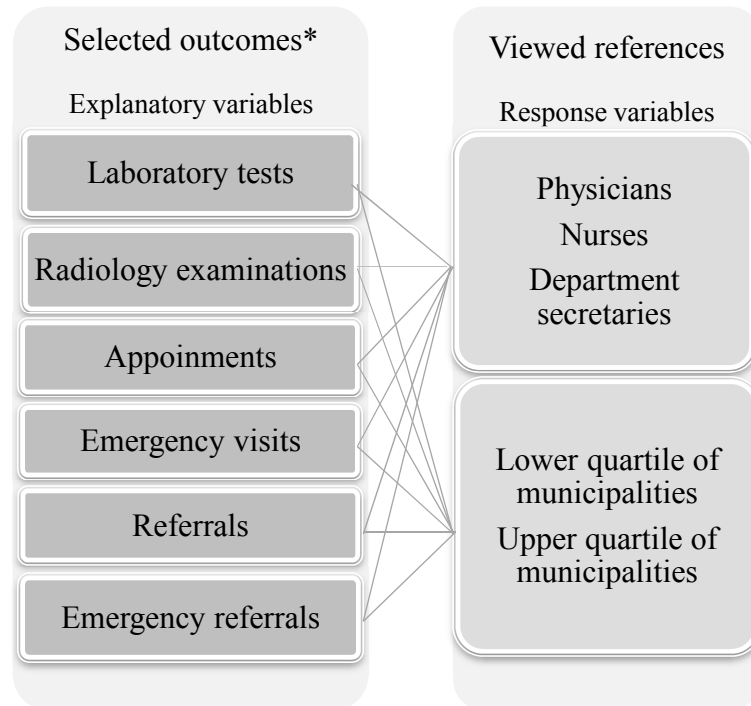 Selected outcomes*
Explanatory variables
Laboratory tests
Radiology examinations
Appoinments
Emergency visits
Referrals
Emergency referrals
Viewed references
Response variables
Physicians
Nurses
Department
secretaries
Lower quartile of
municipalities
Upper quartile of
municipalities